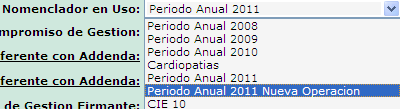 Nomenclador en Uso: Periodo Anual 2011
Periodo Anual 2008
mpromiso de Gestion: Periodo Anual 2009
Periodo Anual 2010
ferente con Addenda: Cardiopatias
Periodo Anual 2011
ferente con Addenda: Periodo Anual 2011 Nueva Operacion
de Gestion Firmante: CIE 10